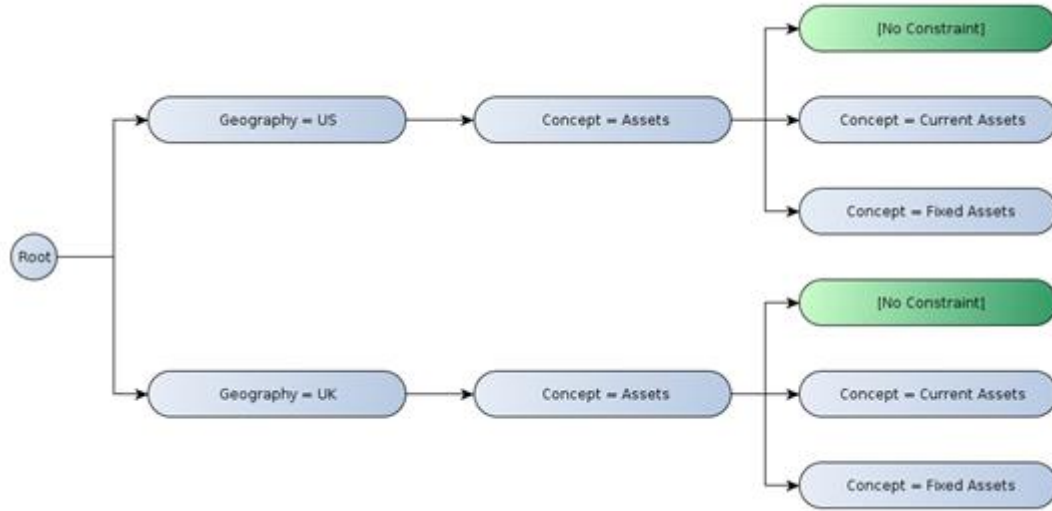 [No Constraint]
Geography = US
Concept = Assets
Concept = Current Assets
Concept = Fixed Assets
Root
[No Constraint]
Geography = UK
Concept = Assets
Concept = Current Assets
Concept = Fixed Assets